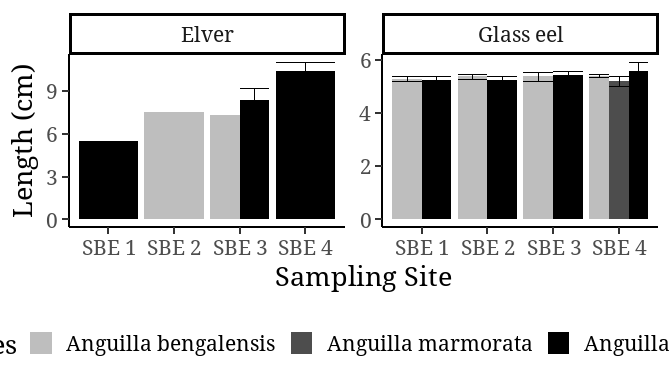 Elver Glass eel
Length (cm)
9
6
3
0
6
4
2
0
SBE 1 SBE 2 SBE 3 SBE 4 SBE 1 SBE 2 SBE 3 SBE 4
Sampling Site
es Anguilla bengalensis Anguilla marmorata Anguilla